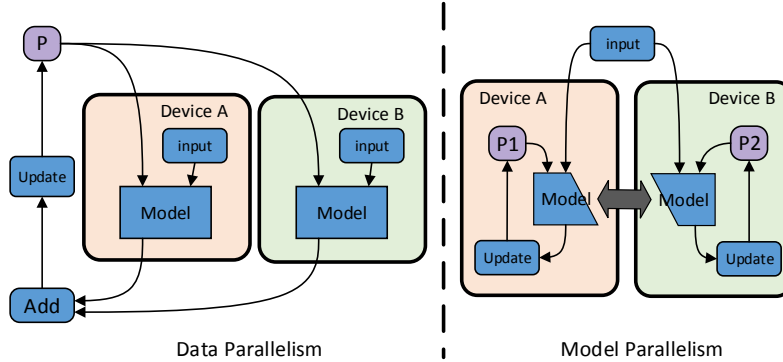 P
Device A
input
Model
Device B
input
Model
Update
Add
Data Parallelism
input
Device A
P1
Model
Update
Device B
P2
Model
Update
Model Parallelism